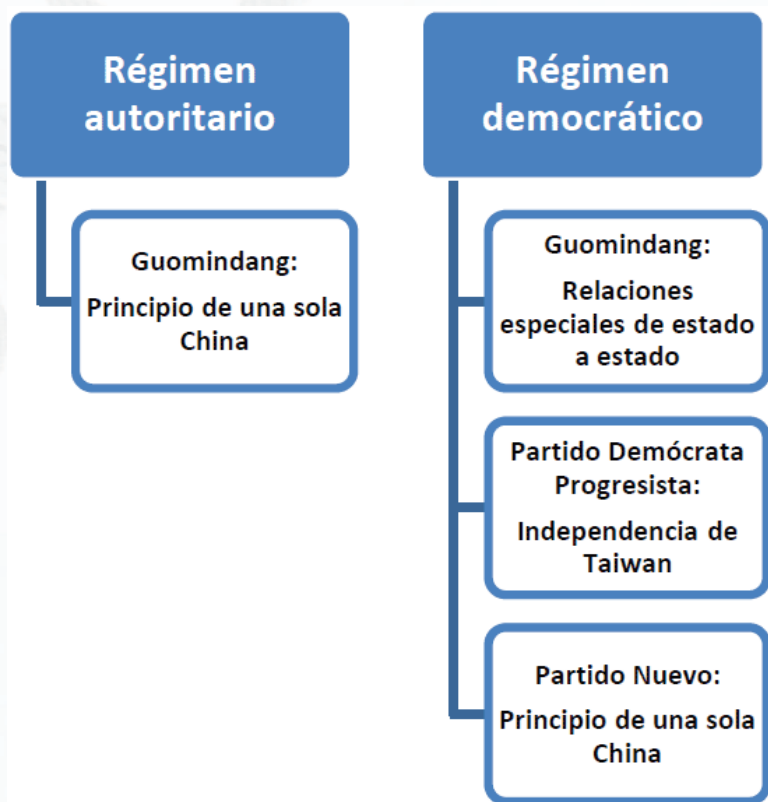 Régimen
autoritario
Guomindang:
Principio de una sola
China
Régimen
democrático
Guomindang:
Relaciones
especiales de estado
a estado
Partido Demócrata
Progresista:
Independencia de
Taiwan
Partido Nuevo:
Principio de una sola
China